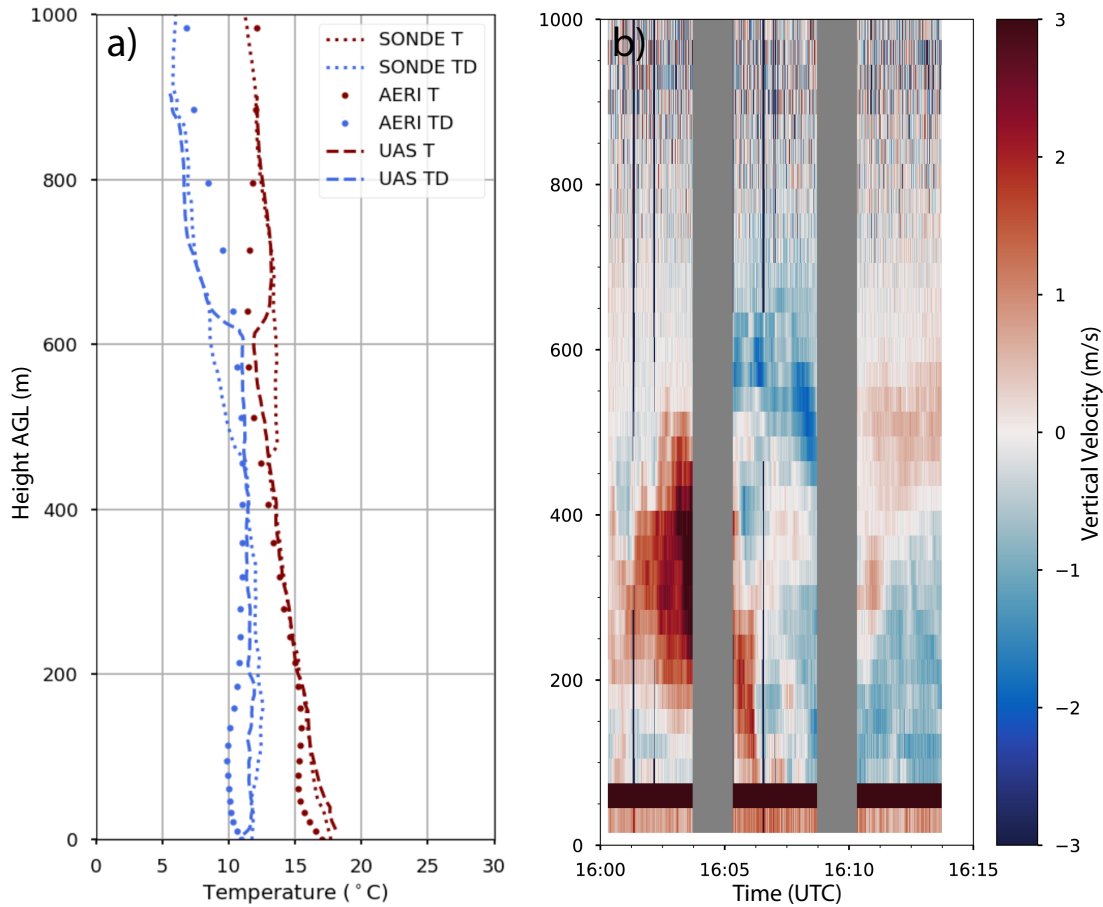 a)
SONDE T
SONDE TD
AERI T
AERI TD
UAS T
UAS TD
1000
800
600
400
200
0
Height AGL (m)
0 5 10 15 20 25 30
Temperature (°C)
b)
1000
800
600
400
200
0
16:00 16:05 16:10 16:15
Time (UTC)
3
2
1
0
−1
−2
−3
Vertical Velocity (m/s)